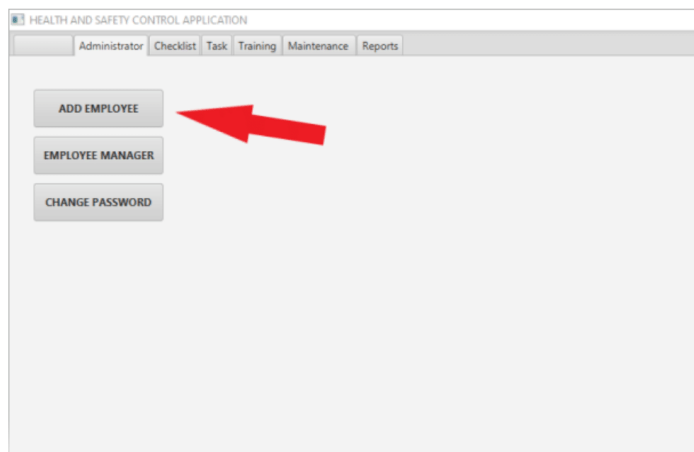 HEALTH AND SAFETY CONTROL APPLICATION
Administrator Checklist Task Training Maintenance Reports
ADD EMPLOYEE
EMPLOYEE MANAGER
CHANGE PASSWORD